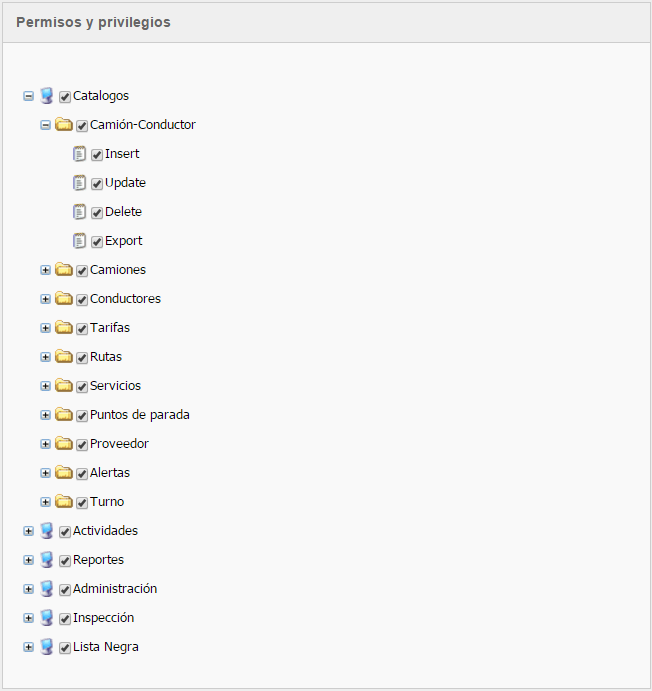 Permisos y privilegios
Catalogos
Camión-Conductor
Insert
Update
Delete
Export
Camiones
Conductores
Tarifas
Rutas
Servicios
Puntos de parada
Proveedor
Alertas
Turno
Actividades
Reportes
Administración
Inspección
Lista Negra